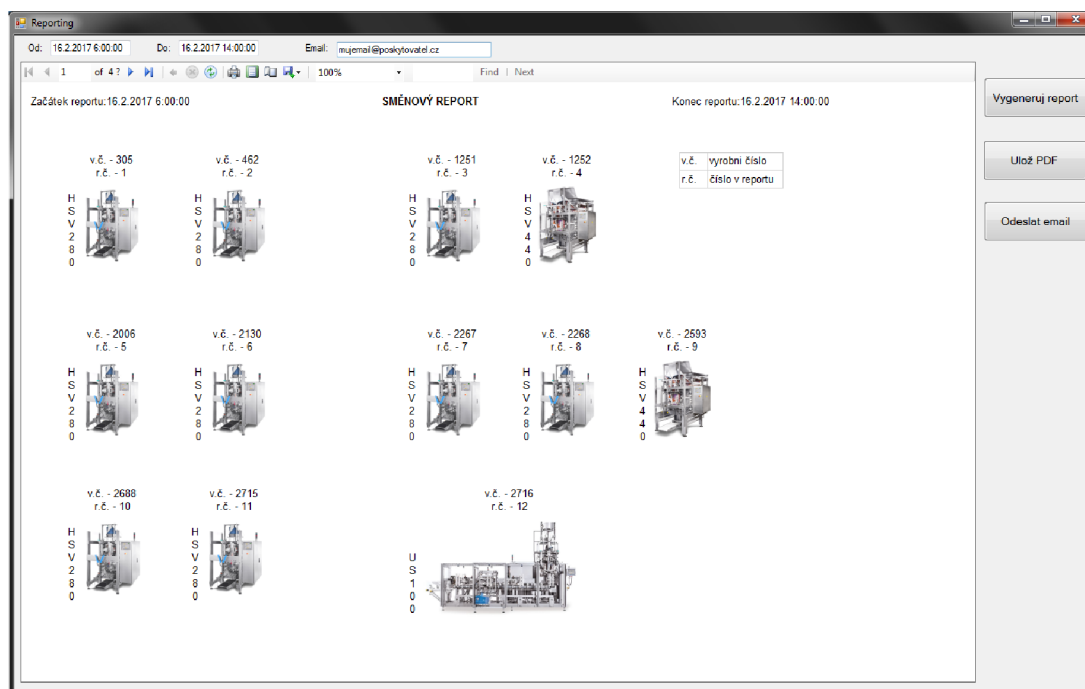 Reporting
Od: 16.2.2017 6:00:00 Do: 16.2.2017 14:00:00 Email: mujemail@poskytovatel.cz
1 of 4 ? 100% Find | Next
Začátek reportu:16.2.2017 6:00:00 SMĚNOVÝ REPORT Konec reportu:16.2.2017 14:00:00
Vygeneruj report
Ulož PDF
Odeslat email
v.č. - 305 v.č. - 462 v.č. - 1251 v.č. - 1252
r.č. - 1 r.č. - 2 r.č. - 3 r.č. - 4
v.č. vyrobni číslo
r.č. číslo v reportu
HSV280 HSV280 HSV280 HSV440
v.č. - 2006 v.č. - 2130 v.č. - 2267 v.č. - 2268 v.č. - 2593
r.č. - 5 r.č. - 6 r.č. - 7 r.č. - 8 r.č. - 9
HSV280 HSV280 HSV280 HSV280 HSV440
v.č. - 2688 v.č. - 2715 v.č. - 2716
r.č. - 10 r.č. - 11 r.č. - 12
HSV280 HSV280 US100